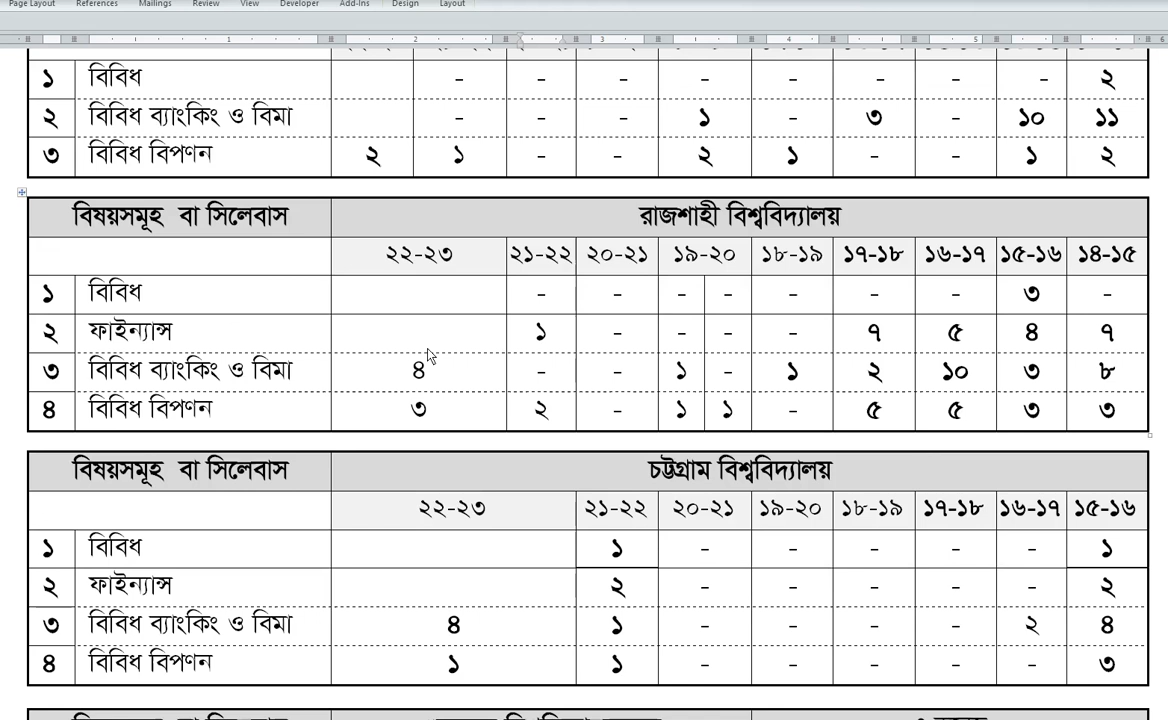 Page Layout References Mailings Review View Developer Add-Ins Design Layout
1 2 3 4 5 6
১ বিবিধ - - - - - - - - ২
২ বিবিধ ব্যাংকিং ও বিমা - - - ১ - ৩ - ১০ ১১
৩ বিবিধ বিপণন ২ ১ - - ২ ১ - - ১ ২
বিষয়সমূহ বা সিলেবাস রাজশাহী বিশ্ববিদ্যালয়
২২-২৩ ২১-২২ ২০-২১ ১৯-২০ ১৮-১৯ ১৭-১৮ ১৬-১৭ ১৫-১৬ ১৪-১৫
১ বিবিধ - - - - - - - ৩ -
২ ফাইন্যান্স ১ - - - - ৭ ৫ ৪ ৭
৩ বিবিধ ব্যাংকিং ও বিমা ৪ - - ১ - ১ ২ ১০ ৩ ৮
৪ বিবিধ বিপণন ৩ ২ - ১ ১ - ৫ ৫ ৩ ৩
বিষয়সমূহ বা সিলেবাস চট্টগ্রাম বিশ্ববিদ্যালয়
২২-২৩ ২১-২২ ২০-২১ ১৯-২০ ১৮-১৯ ১৭-১৮ ১৬-১৭ ১৫-১৬
১ বিবিধ ১ - - - - - ১
২ ফাইন্যান্স ২ - - - - - ২
৩ বিবিধ ব্যাংকিং ও বিমা ৪ ১ - - - - ২ ৪
৪ বিবিধ বিপণন ১ ১ - - - - - ৩